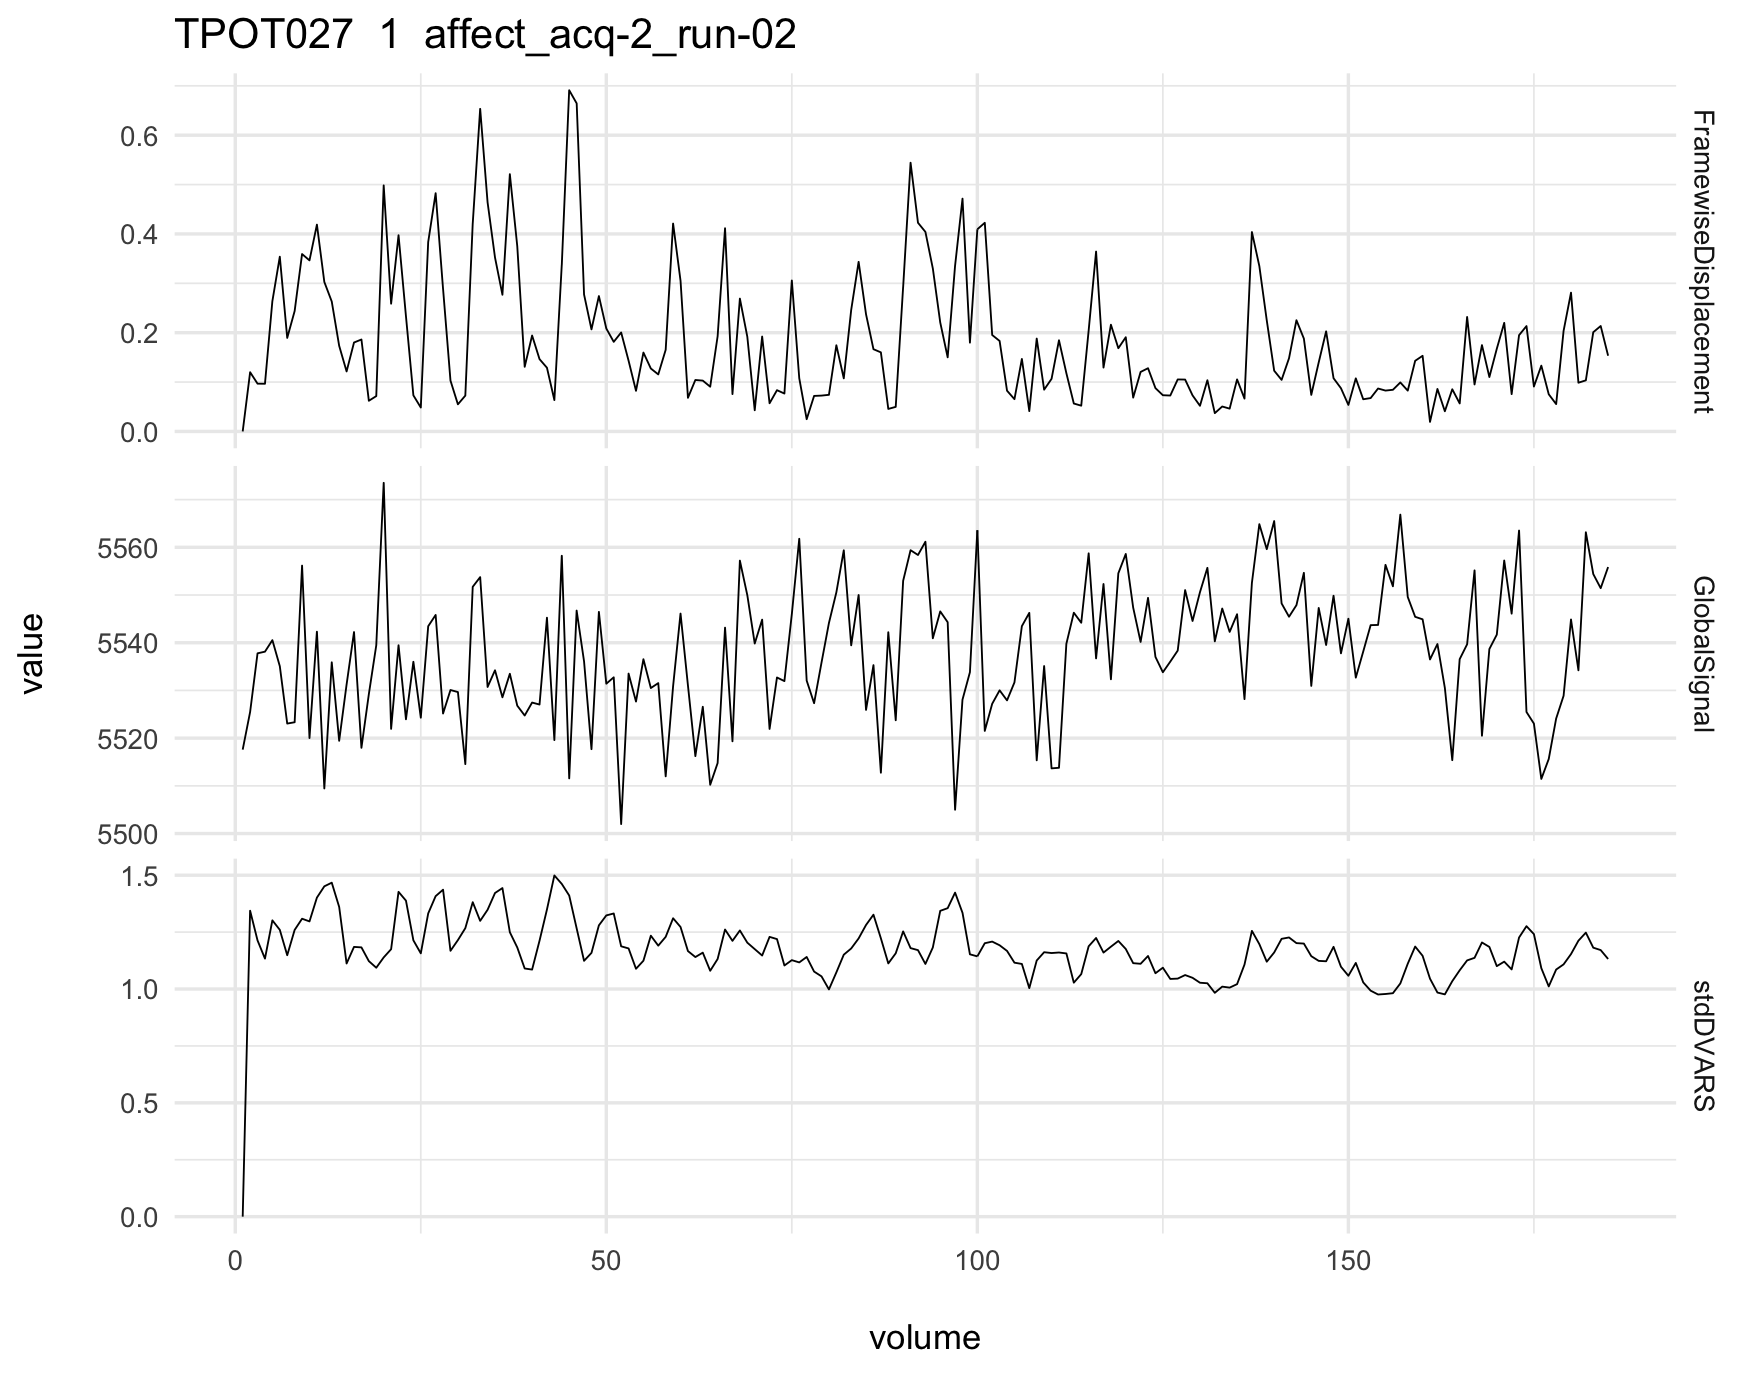 TPOT027 1 affect_acq-2_run-02
0.6
0.4
0.2
0.0
FramewiseDisplacement
5560
5540
5520
5500
GlobalSignal
1.5
1.0
0.5
0.0
stdDVARS
value
0 50 100 150
volume